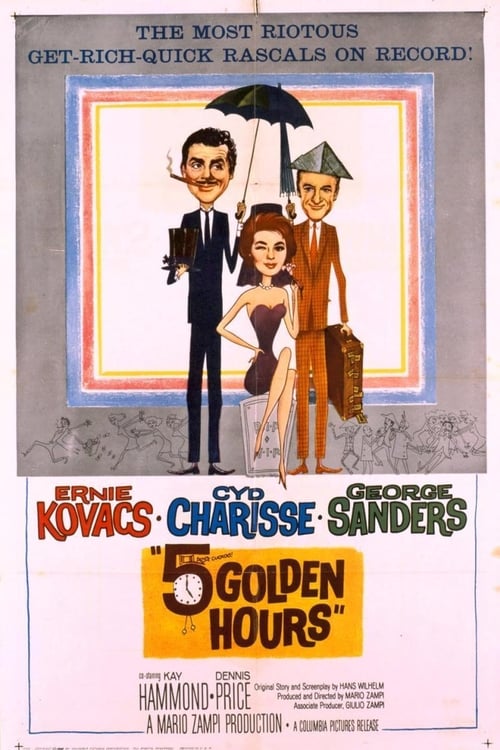 THE MOST RIOTOUS
GET-RICH-QUICK RASCALS ON RECORD!
R·I·P
V·I·P
ERNIE KOVACS · CYD CHARISSE · GEORGE SANDERS
"5 GOLDEN
HOURS"
co-starring KAY HAMMOND · DENNIS PRICE
Original Story and Screenplay by HANS WILHELM
Produced and Directed by MARIO ZAMPI
Associate Producer, GIULIO ZAMPI
A MARIO ZAMPI PRODUCTION · A COLUMBIA PICTURES RELEASE